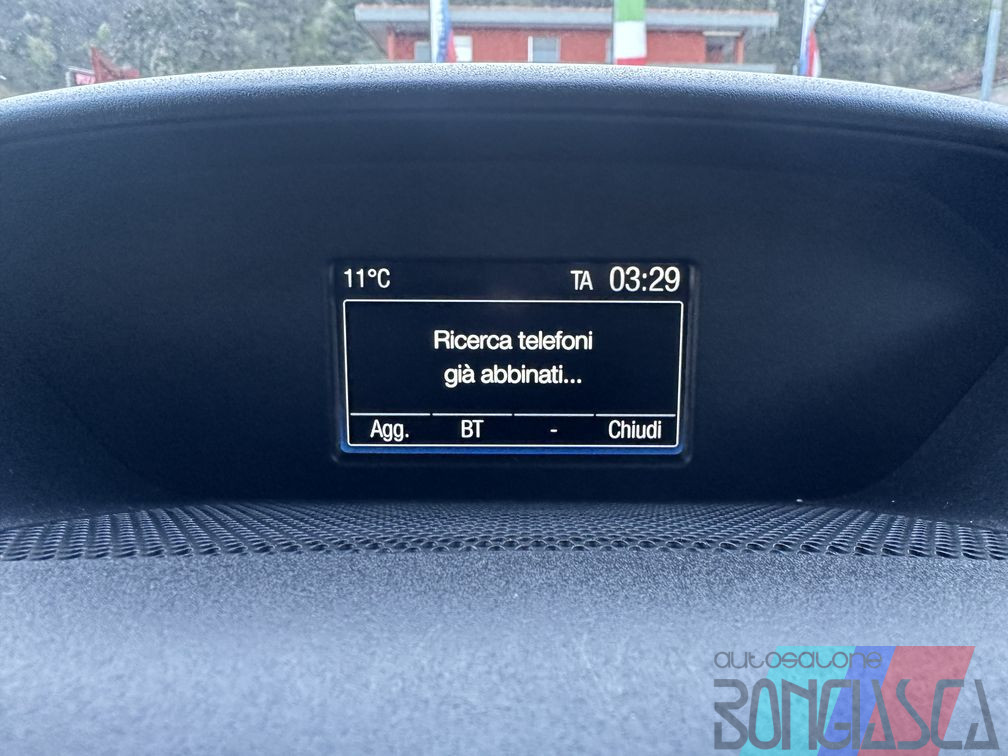 11°C TA 03:29
Ricerca telefoni
già abbinati...
Agg. BT - Chiudi
autosalone
BONGIASCA